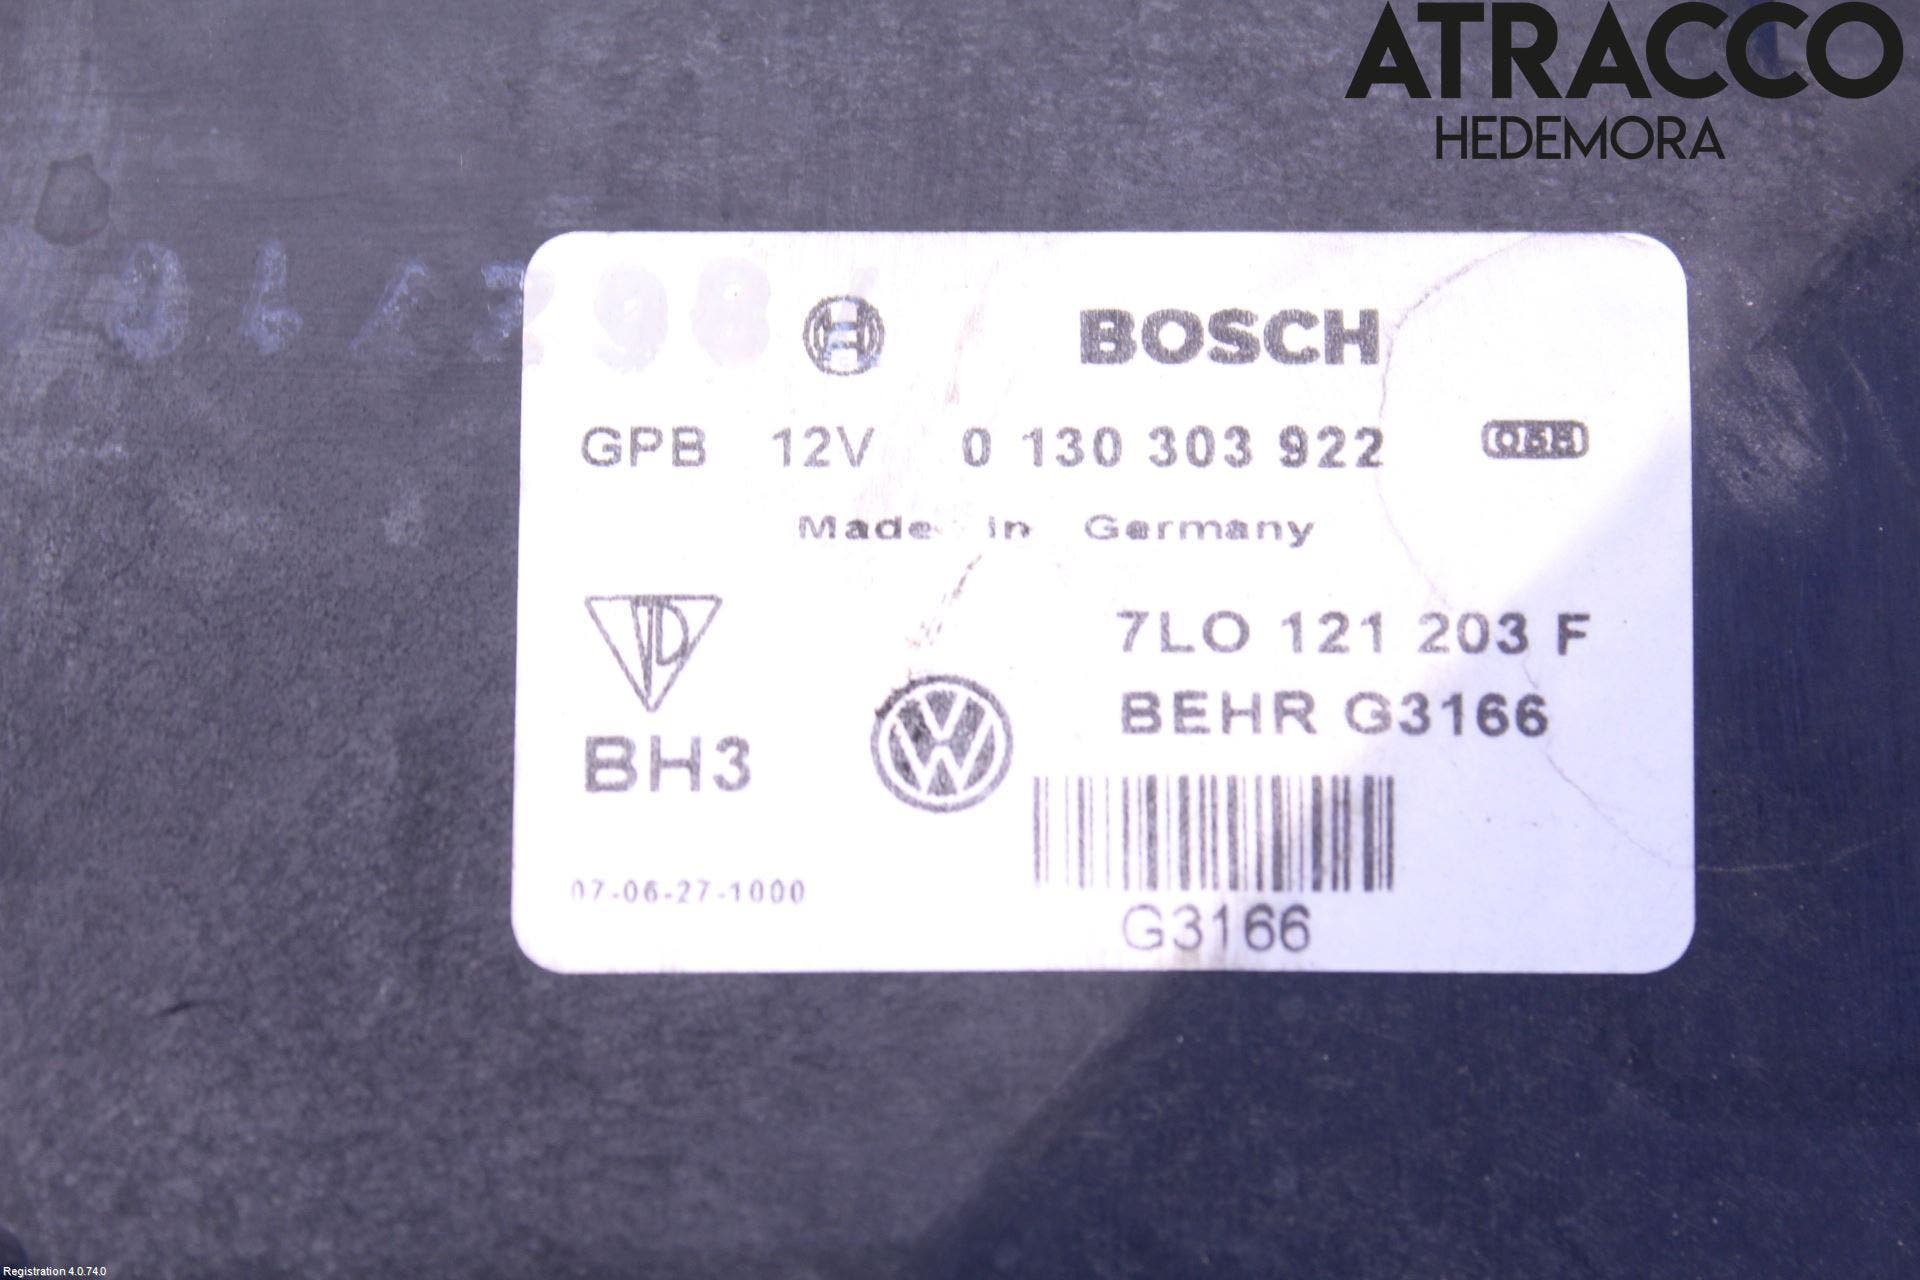 ATRACCO
HEDEMORA
BOSCH
GPB 12V 0 130 303 922
Made in Germany
7LO 121 203 F
BEHR G3166
BH3
07-06-27-1000
G3166
Registration 4.0.74.0